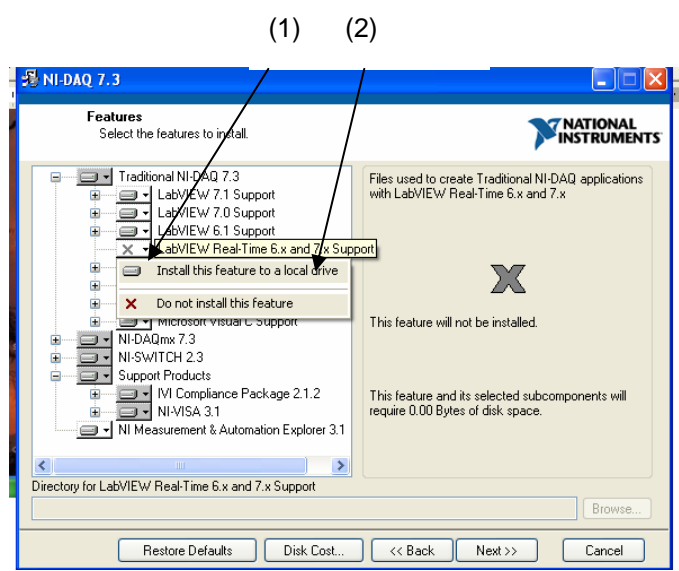 (1) (2)
NI-DAQ 7.3
Features
Select the features to install.
NATIONAL
INSTRUMENTS
Traditional NI-DAQ 7.3
LabVIEW 7.1 Support
LabVIEW 7.0 Support
LabVIEW 6.1 Support
LabVIEW Real-Time 6.x and 7.x Support
Install this feature to a local drive
Do not install this feature
Microsoft Visual C Support
NI-DAQmx 7.3
NI-SWITCH 2.3
Support Products
IVI Compliance Package 2.1.2
NI-VISA 3.1
NI Measurement & Automation Explorer 3.1
Files used to create Traditional NI-DAQ applications
with LabVIEW Real-Time 6.x and 7.x
This feature will not be installed.
This feature and its selected subcomponents will
require 0.00 Bytes of disk space.
Directory for LabVIEW Real-Time 6.x and 7.x Support
Browse...
Restore Defaults Disk Cost... << Back Next >> Cancel